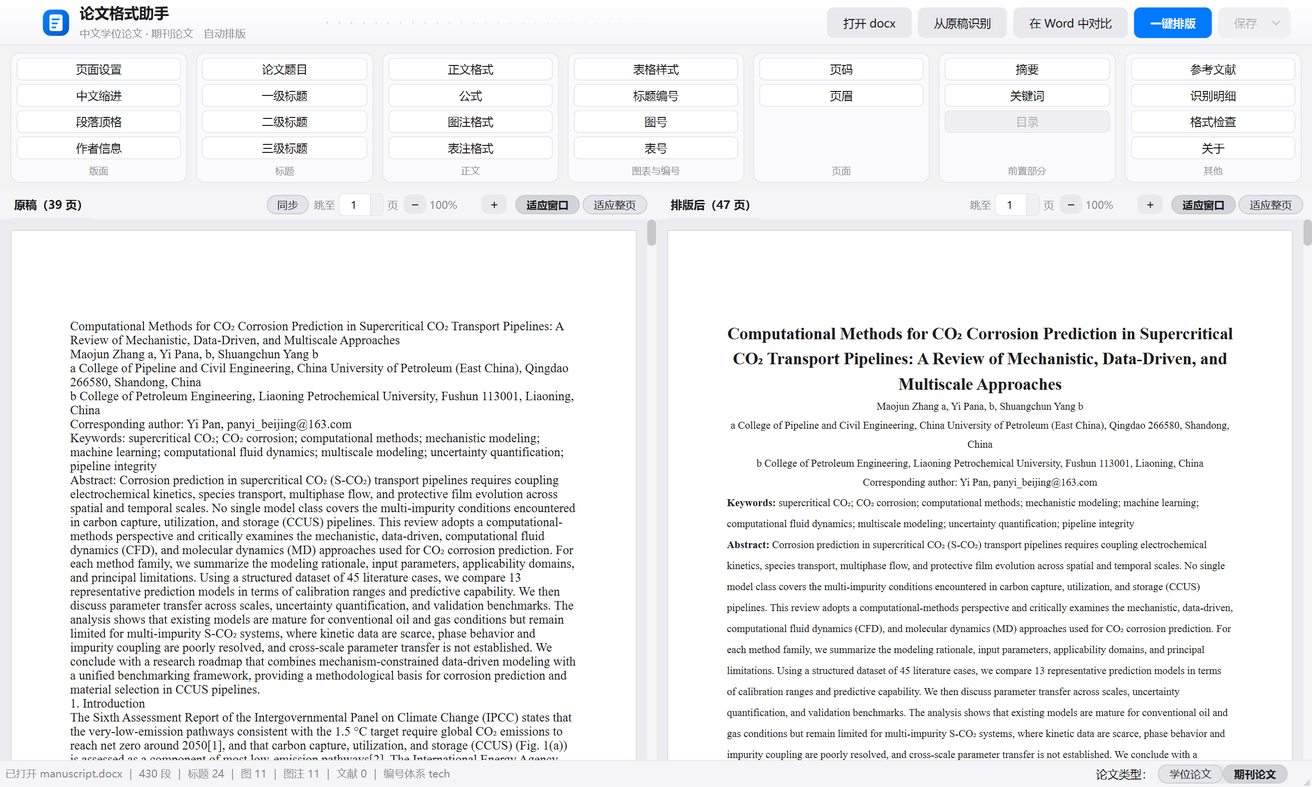 论文格式助手
中文学位论文 · 期刊论文 自动排版
打开 docx
从原稿识别
在 Word 中对比
一键排版
保存
页面设置
中文缩进
段落顶格
作者信息
版面
论文题目
一级标题
二级标题
三级标题
标题
正文格式
公式
图注格式
表注格式
正文
表格样式
标题编号
图号
表号
图表与编号
页码
页眉
页面
摘要
关键词
目录
前置部分
参考文献
识别明细
格式检查
关于
其他
原稿（39 页）
同步 跳至 1 页 − 100% + 适应窗口 适应整页
排版后（47 页）
跳至 1 页 − 100% + 适应窗口 适应整页
Computational Methods for CO₂ Corrosion Prediction in Supercritical CO₂ Transport Pipelines: A
Review of Mechanistic, Data-Driven, and Multiscale Approaches
Maojun Zhang a, Yi Pana, b, Shuangchun Yang b
a College of Pipeline and Civil Engineering, China University of Petroleum (East China), Qingdao
266580, Shandong, China
b College of Petroleum Engineering, Liaoning Petrochemical University, Fushun 113001, Liaoning,
China
Corresponding author: Yi Pan, panyi_beijing@163.com
Keywords: supercritical CO₂; CO₂ corrosion; computational methods; mechanistic modeling;
machine learning; computational fluid dynamics; multiscale modeling; uncertainty quantification;
pipeline integrity
Abstract: Corrosion prediction in supercritical CO₂ (S-CO₂) transport pipelines requires coupling
electrochemical kinetics, species transport, multiphase flow, and protective film evolution across
spatial and temporal scales. No single model class covers the multi-impurity conditions encountered
in carbon capture, utilization, and storage (CCUS) pipelines. This review adopts a computational-
methods perspective and critically examines the mechanistic, data-driven, computational fluid
dynamics (CFD), and molecular dynamics (MD) approaches used for CO₂ corrosion prediction. For
each method family, we summarize the modeling rationale, input parameters, applicability domains,
and principal limitations. Using a structured dataset of 45 literature cases, we compare 13
representative prediction models in terms of calibration ranges and predictive capability. We then
discuss parameter transfer across scales, uncertainty quantification, and validation benchmarks. The
analysis shows that existing models are mature for conventional oil and gas conditions but remain
limited for multi-impurity S-CO₂ systems, where kinetic data are scarce, phase behavior and
impurity coupling are poorly resolved, and cross-scale parameter transfer is not established. We
conclude with a research roadmap that combines mechanism-constrained data-driven modeling with
a unified benchmarking framework, providing a methodological basis for corrosion prediction and
material selection in CCUS pipelines.
1. Introduction
The Sixth Assessment Report of the Intergovernmental Panel on Climate Change (IPCC) states that
the very-low-emission pathways consistent with the 1.5 °C target require global CO₂ emissions to
reach net zero around 2050[1], and that carbon capture, utilization, and storage (CCUS) (Fig. 1(a))
is assessed as a component of most low-emission pathways[2]. The International Energy Agency
Computational Methods for CO₂ Corrosion Prediction in Supercritical
CO₂ Transport Pipelines: A Review of Mechanistic, Data-Driven, and
Multiscale Approaches
Maojun Zhang a, Yi Pana, b, Shuangchun Yang b
a College of Pipeline and Civil Engineering, China University of Petroleum (East China), Qingdao 266580, Shandong,
China
b College of Petroleum Engineering, Liaoning Petrochemical University, Fushun 113001, Liaoning, China
Corresponding author: Yi Pan, panyi_beijing@163.com
Keywords: supercritical CO₂; CO₂ corrosion; computational methods; mechanistic modeling; machine learning;
computational fluid dynamics; multiscale modeling; uncertainty quantification; pipeline integrity
Abstract: Corrosion prediction in supercritical CO₂ (S-CO₂) transport pipelines requires coupling electrochemical
kinetics, species transport, multiphase flow, and protective film evolution across spatial and temporal scales. No single
model class covers the multi-impurity conditions encountered in carbon capture, utilization, and storage (CCUS)
pipelines. This review adopts a computational-methods perspective and critically examines the mechanistic, data-driven,
computational fluid dynamics (CFD), and molecular dynamics (MD) approaches used for CO₂ corrosion prediction. For
each method family, we summarize the modeling rationale, input parameters, applicability domains, and principal
limitations. Using a structured dataset of 45 literature cases, we compare 13 representative prediction models in terms
of calibration ranges and predictive capability. We then discuss parameter transfer across scales, uncertainty
quantification, and validation benchmarks. The analysis shows that existing models are mature for conventional oil and
gas conditions but remain limited for multi-impurity S-CO₂ systems, where kinetic data are scarce, phase behavior and
impurity coupling are poorly resolved, and cross-scale parameter transfer is not established. We conclude with a
已打开 manuscript.docx | 430 段 | 标题 24 | 图 11 | 图注 11 | 文献 0 | 编号体系 tech
论文类型： 学位论文 期刊论文